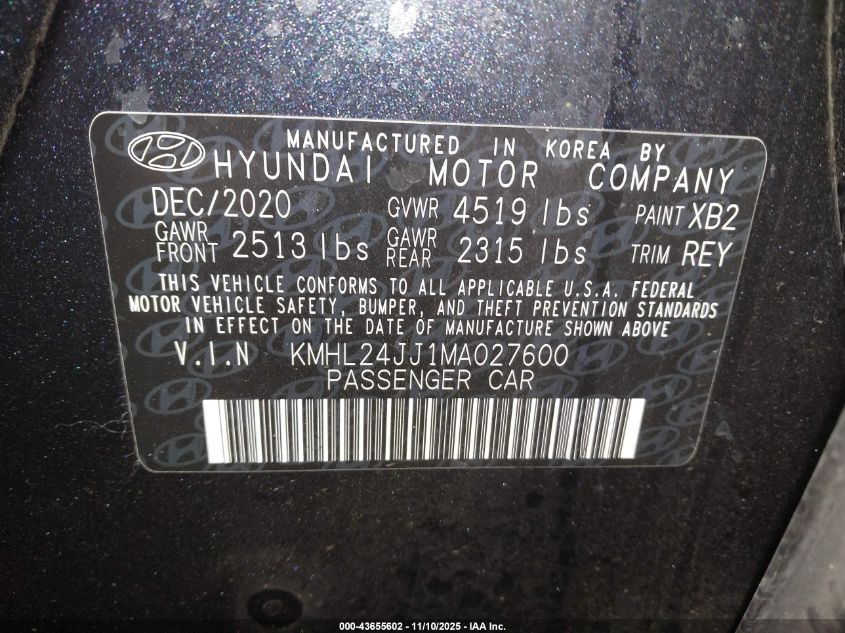 MANUFACTURED IN KOREA BY
HYUNDAI MOTOR COMPANY
DEC/2020 GVWR 4519 lbs PAINT XB2
GAWR FRONT 2513 lbs GAWR REAR 2315 lbs TRIM REY
THIS VEHICLE CONFORMS TO ALL APPLICABLE U.S.A. FEDERAL
MOTOR VEHICLE SAFETY, BUMPER, AND THEFT PREVENTION STANDARDS
IN EFFECT ON THE DATE OF MANUFACTURE SHOWN ABOVE
V.I.N KMHL24JJ1MA027600
PASSENGER CAR
000-43655602 - 11/10/2025 - IAA Inc.